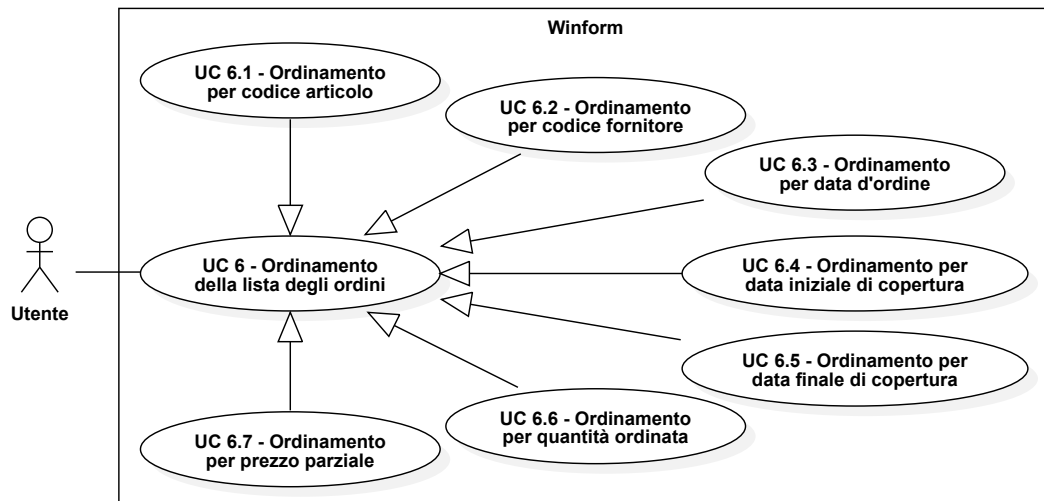 Winform
UC 6.1 - Ordinamento
per codice articolo
UC 6.2 - Ordinamento
per codice fornitore
UC 6.3 - Ordinamento
per data d'ordine
UC 6 - Ordinamento
della lista degli ordini
UC 6.4 - Ordinamento per
data iniziale di copertura
Utente
UC 6.5 - Ordinamento per
data finale di copertura
UC 6.6 - Ordinamento
per quantità ordinata
UC 6.7 - Ordinamento
per prezzo parziale